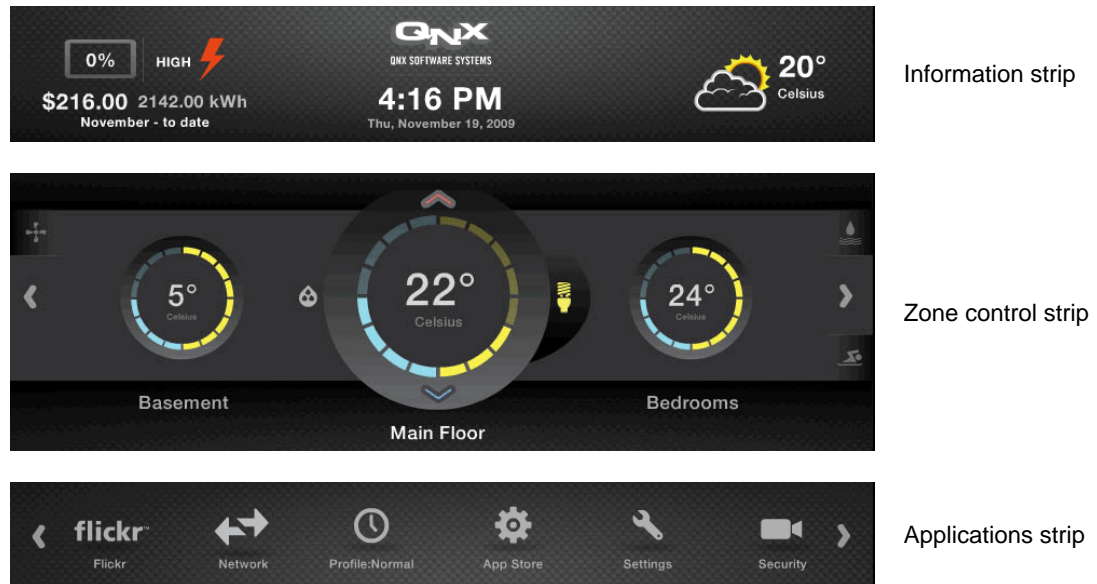 0%
HIGH
$216.00 2142.00 kWh
November - to date
QNX
QNX SOFTWARE SYSTEMS
4:16 PM
Thu, November 19, 2009
20°
Celsius
Information strip
5°
Celsius
Basement
22°
Celsius
Main Floor
24°
Celsius
Bedrooms
Zone control strip
flickr™
Flickr
Network
Profile:Normal
App Store
Settings
Security
Applications strip